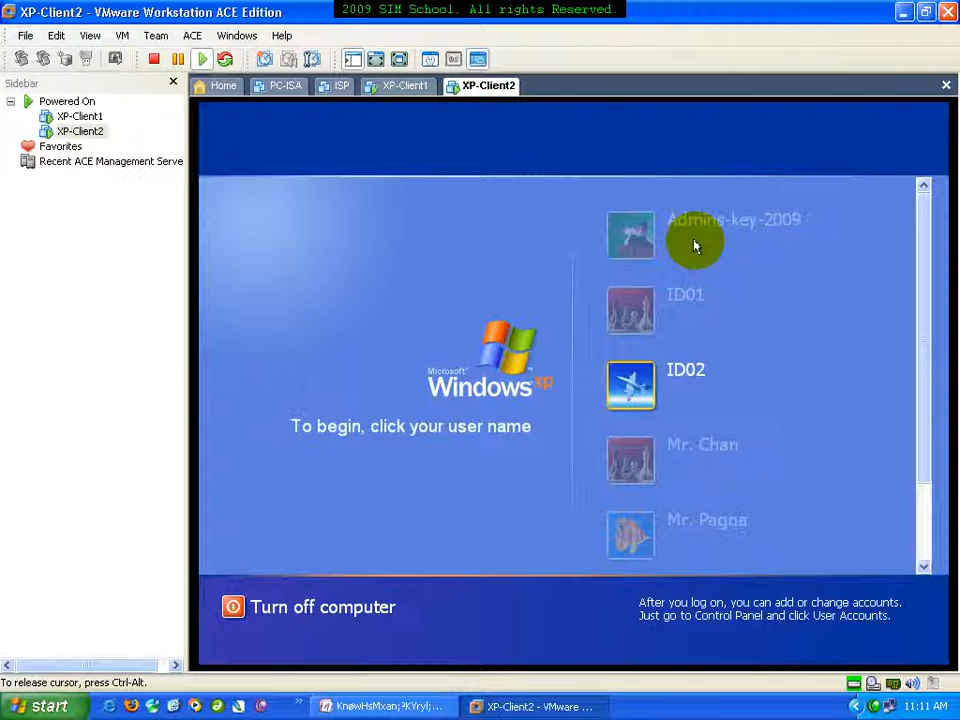 XP-Client2 - VMware Workstation ACE Edition
2009 SIM School, All rights Reserved.
File Edit View VM Team ACE Windows Help
Sidebar
Home PC-ISA ISP XP-Client1 XP-Client2
Powered On
XP-Client1
XP-Client2
Favorites
Recent ACE Management Serve
Admins-key-2009
ID01
ID02
Mr. Chan
Mr. Pagna
Microsoft
Windows xp
To begin, click your user name
Turn off computer
After you log on, you can add or change accounts.
Just go to Control Panel and click User Accounts.
To release cursor, press Ctrl-Alt.
start
XP-Client2 - VMware ...
11:11 AM